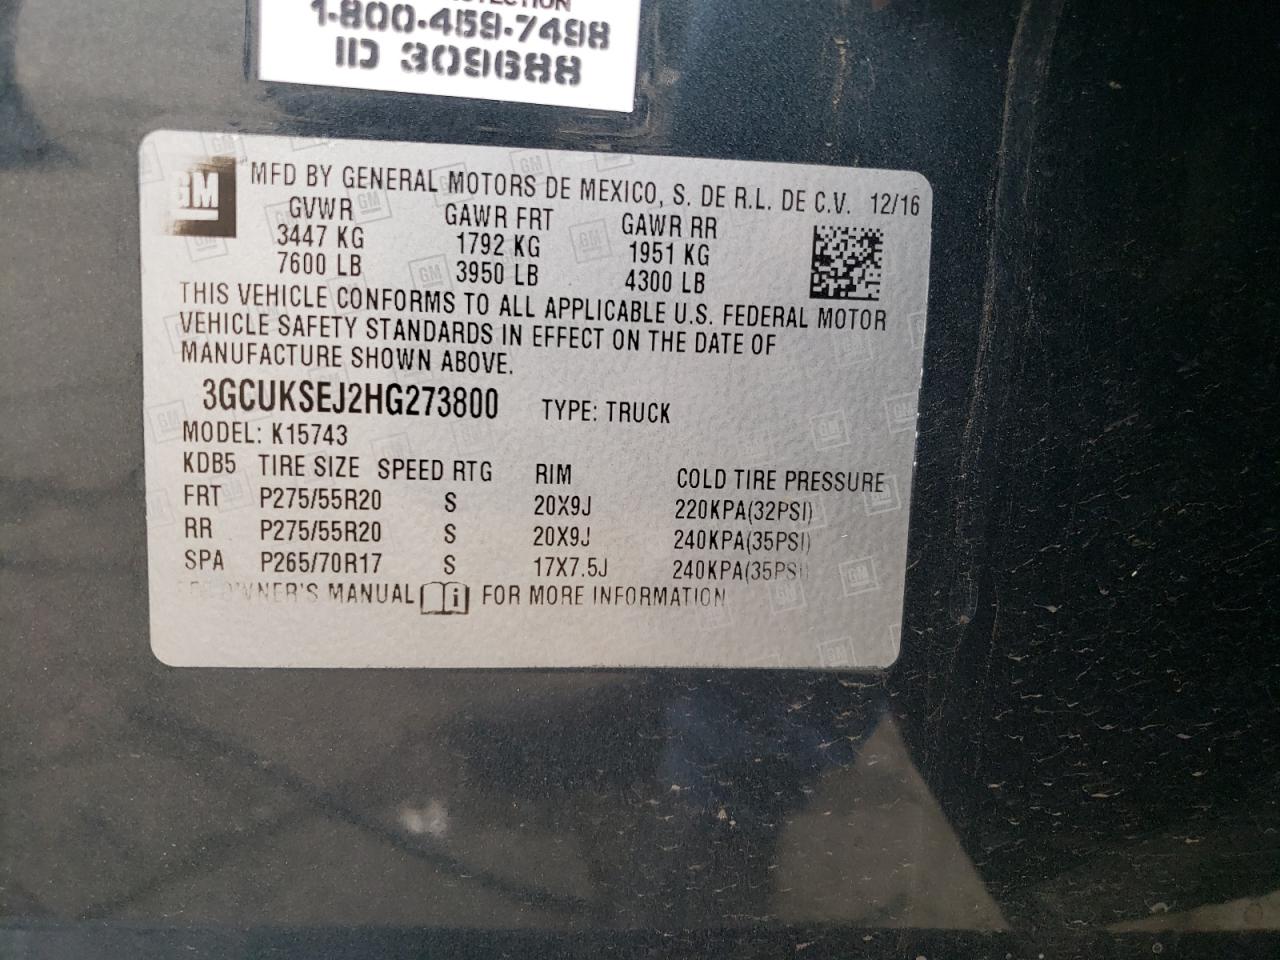 1-800-459-7498
ID 309688
GM
MFD BY GENERAL MOTORS DE MEXICO, S. DE R.L. DE C.V. 12/16
GVWR GAWR FRT GAWR RR
3447 KG 1792 KG 1951 KG
7600 LB 3950 LB 4300 LB
THIS VEHICLE CONFORMS TO ALL APPLICABLE U.S. FEDERAL MOTOR
VEHICLE SAFETY STANDARDS IN EFFECT ON THE DATE OF
MANUFACTURE SHOWN ABOVE.
3GCUKSEJ2HG273800 TYPE: TRUCK
MODEL: K15743
KDB5 TIRE SIZE SPEED RTG RIM COLD TIRE PRESSURE
FRT P275/55R20 S 20X9J 220KPA(32PSI)
RR P275/55R20 S 20X9J 240KPA(35PSI)
SPA P265/70R17 S 17X7.5J 240KPA(35PSI)
OWNER'S MANUAL FOR MORE INFORMATION